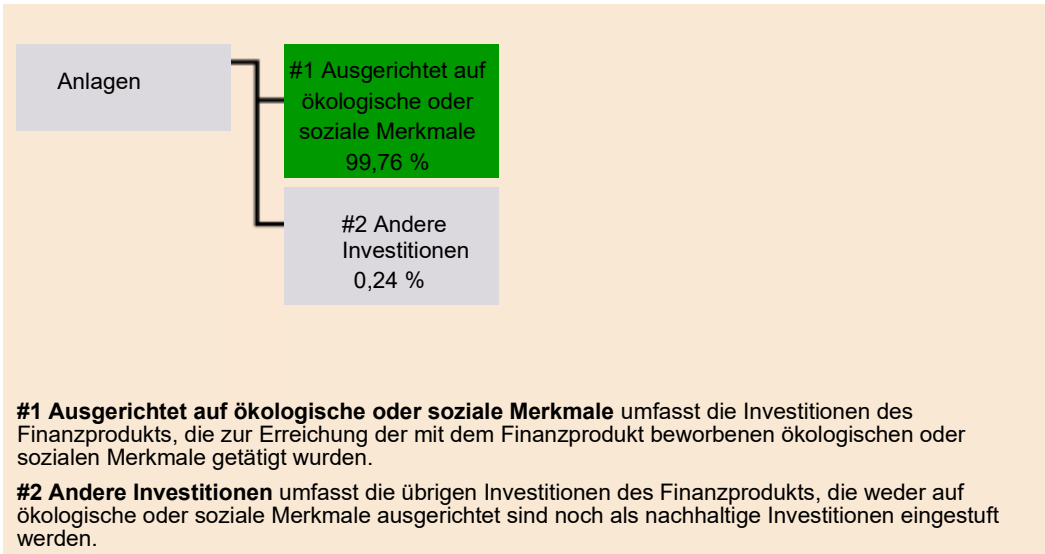 Anlagen
#1 Ausgerichtet auf
ökologische oder
soziale Merkmale
99,76 %
#2 Andere
Investitionen
0,24 %
#1 Ausgerichtet auf ökologische oder soziale Merkmale umfasst die Investitionen des
Finanzprodukts, die zur Erreichung der mit dem Finanzprodukt beworbenen ökologischen oder
sozialen Merkmale getätigt wurden.
#2 Andere Investitionen umfasst die übrigen Investitionen des Finanzprodukts, die weder auf
ökologische oder soziale Merkmale ausgerichtet sind noch als nachhaltige Investitionen eingestuft
werden.